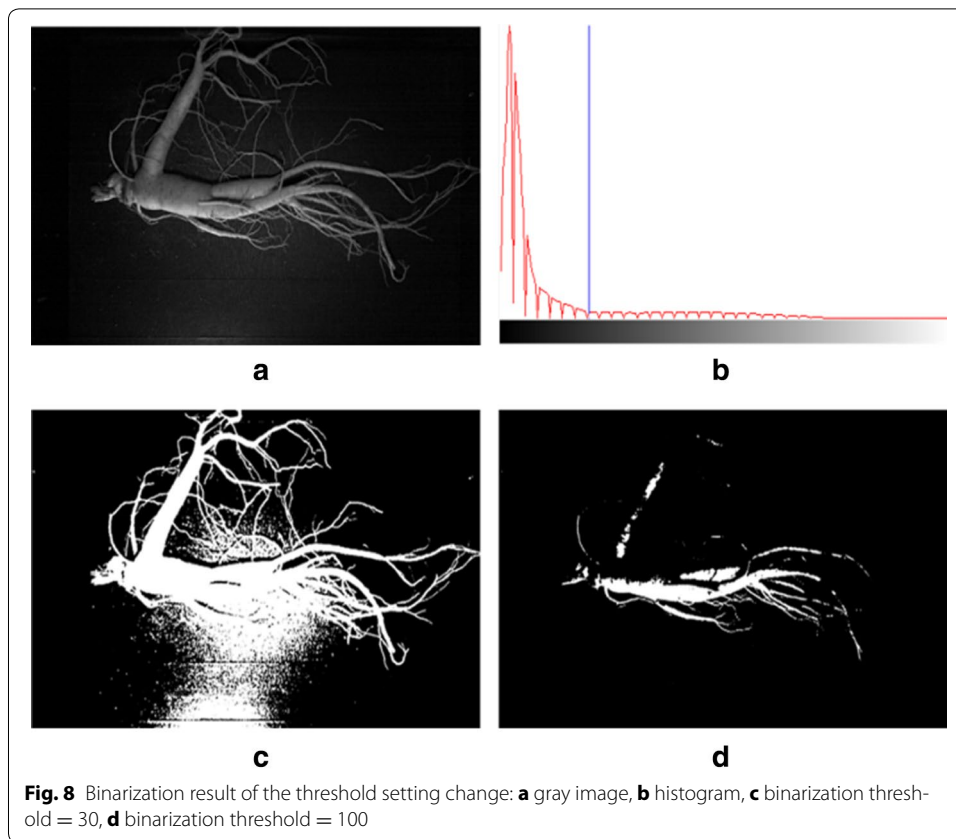 a
b
c
d
Fig. 8 Binarization result of the threshold setting change: a gray image, b histogram, c binarization thresh-
old = 30, d binarization threshold = 100